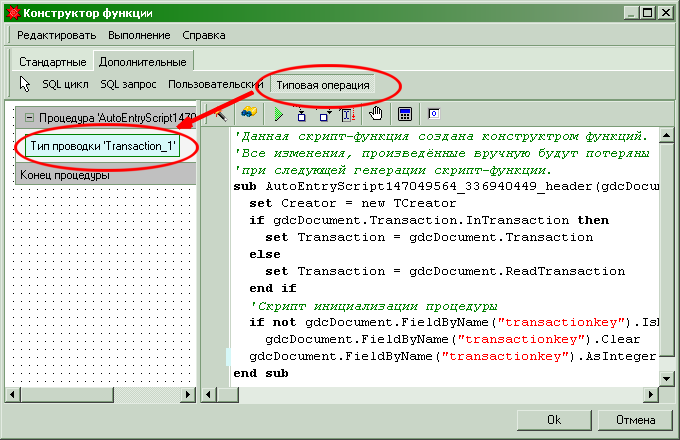 Конструктор функции
Редактировать Выполнение Справка
Стандартные Дополнительные
SQL цикл SQL запрос Пользовательский Типовая операция
Процедура 'AutoEntryScript1470
Тип проводки 'Transaction_1'
Конец процедуры
'Данная скрипт-функция создана конструктром функций.
'Все изменения, произведённые вручную будут потеряны
'при следующей генерации скрипт-функции.
sub AutoEntryScript147049564_336940449_header(gdcDocu
set Creator = new TCreator
if gdcDocument.Transaction.InTransaction then
set Transaction = gdcDocument.Transaction
else
set Transaction = gdcDocument.ReadTransaction
end if
'Скрипт инициализации процедуры
if not gdcDocument.FieldByName("transactionkey").IsN
gdcDocument.FieldByName("transactionkey").Clear
gdcDocument.FieldByName("transactionkey").AsInteger
end sub
Ok Отмена